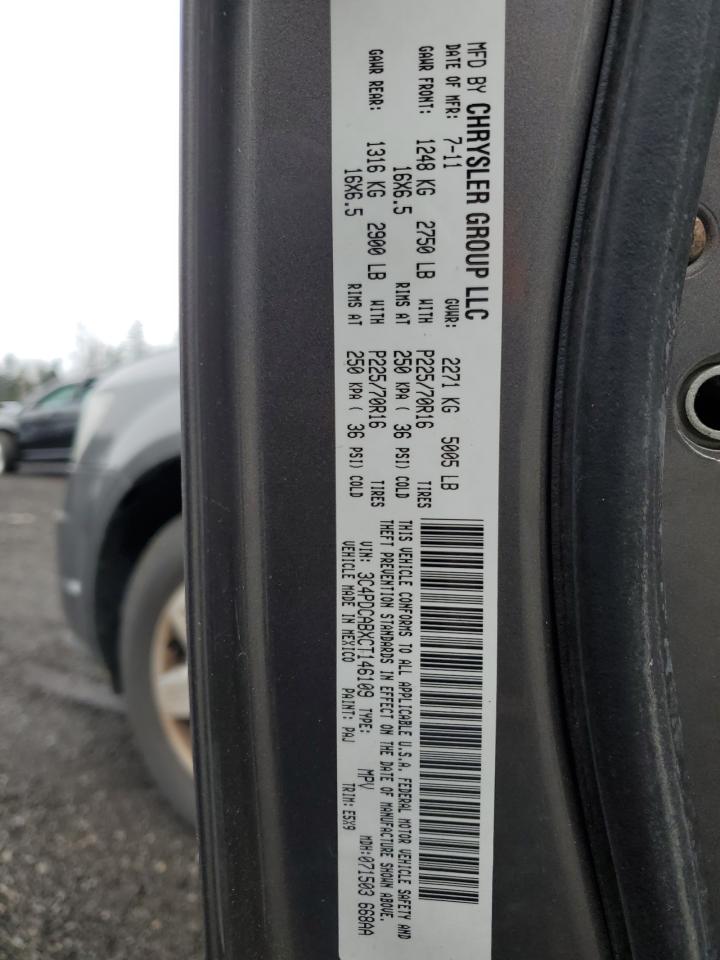 MFD BY CHRYSLER GROUP LLC
DATE OF MFR: 7-11 GVWR: 2271 KG 5005 LB
GAWR FRONT: 1248 KG 2750 LB WITH P225/70R16 TIRES
16X6.5 RIMS AT 250 KPA ( 36 PSI) COLD
GAWR REAR: 1316 KG 2900 LB WITH P225/70R16 TIRES
16X6.5 RIMS AT 250 KPA ( 36 PSI) COLD
THIS VEHICLE CONFORMS TO ALL APPLICABLE U.S.A. FEDERAL MOTOR VEHICLE SAFETY AND
THEFT PREVENTION STANDARDS IN EFFECT ON THE DATE OF MANUFACTURE SHOWN ABOVE.
VIN: 3C4PDCABXCT146109 TYPE: MPV MDH:071503 668AA
VEHICLE MADE IN MEXICO PAINT: PAJ TRIM: E5X9